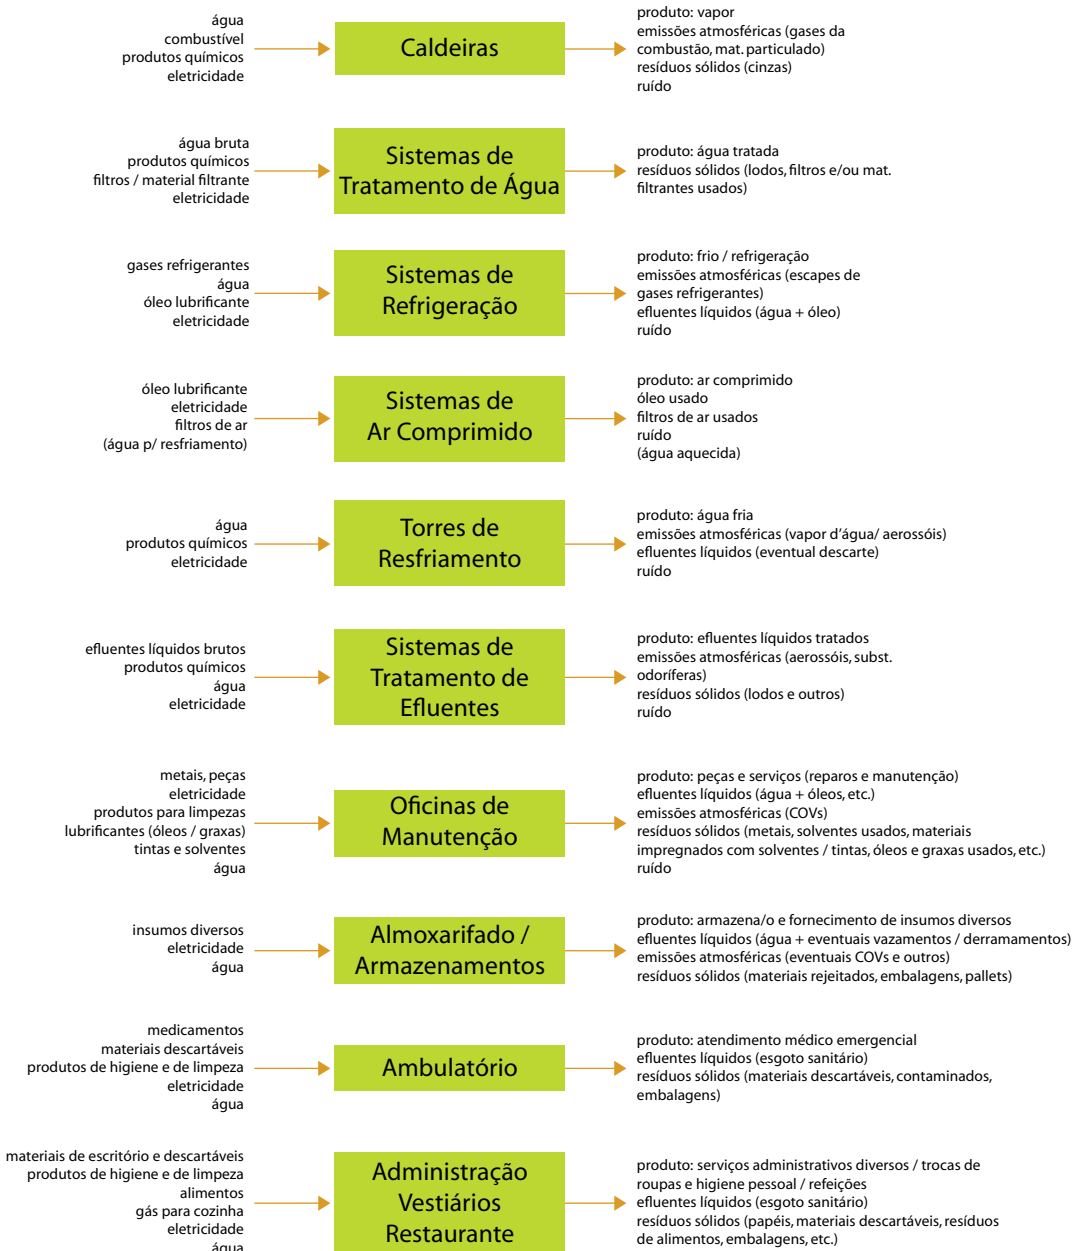 água
combustível
produtos químicos
eletricidade
Caldeiras
produto: vapor
emissões atmosféricas (gases da
combustão, mat. particulado)
resíduos sólidos (cinzas)
ruído
água bruta
produtos químicos
filtros / material filtrante
eletricidade
Sistemas de
Tratamento de Água
produto: água tratada
resíduos sólidos (lodos, filtros e/ou mat.
filtrantes usados)
gases refrigerantes
água
óleo lubrificante
eletricidade
Sistemas de
Refrigeração
produto: frio / refrigeração
emissões atmosféricas (escapes de
gases refrigerantes)
efluentes líquidos (água + óleo)
ruído
óleo lubrificante
eletricidade
filtros de ar
(água p/ resfriamento)
Sistemas de
Ar Comprimido
produto: ar comprimido
óleo usado
filtros de ar usados
ruído
(água aquecida)
água
produtos químicos
eletricidade
Torres de
Resfriamento
produto: água fria
emissões atmosféricas (vapor d'água/ aerossóis)
efluentes líquidos (eventual descarte)
ruído
efluentes líquidos brutos
produtos químicos
água
eletricidade
Sistemas de
Tratamento de
Efluentes
produto: efluentes líquidos tratados
emissões atmosféricas (aerossóis, subst.
odoríferas)
resíduos sólidos (lodos e outros)
ruído
metais, peças
eletricidade
produtos para limpezas
lubrificantes (óleos / graxas)
tintas e solventes
água
Oficinas de
Manutenção
produto: peças e serviços (reparos e manutenção)
efluentes líquidos (água + óleos, etc.)
emissões atmosféricas (COVs)
resíduos sólidos (metais, solventes usados, materiais
impregnados com solventes / tintas, óleos e graxas usados, etc.)
ruído
insumos diversos
eletricidade
água
Almoxarifado /
Armazenamentos
produto: armazena/o e fornecimento de insumos diversos
efluentes líquidos (água + eventuais vazamentos / derramamentos)
emissões atmosféricas (eventuais COVs e outros)
resíduos sólidos (materiais rejeitados, embalagens, pallets)
medicamentos
materiais descartáveis
produtos de higiene e de limpeza
eletricidade
água
Ambulatório
produto: atendimento médico emergencial
efluentes líquidos (esgoto sanitário)
resíduos sólidos (materiais descartáveis, contaminados,
embalagens)
materiais de escritório e descartáveis
produtos de higiene e de limpeza
alimentos
gás para cozinha
eletricidade
água
Administração
Vestiários
Restaurante
produto: serviços administrativos diversos / trocas de
roupas e higiene pessoal / refeições
efluentes líquidos (esgoto sanitário)
resíduos sólidos (papéis, materiais descartáveis, resíduos
de alimentos, embalagens, etc.)